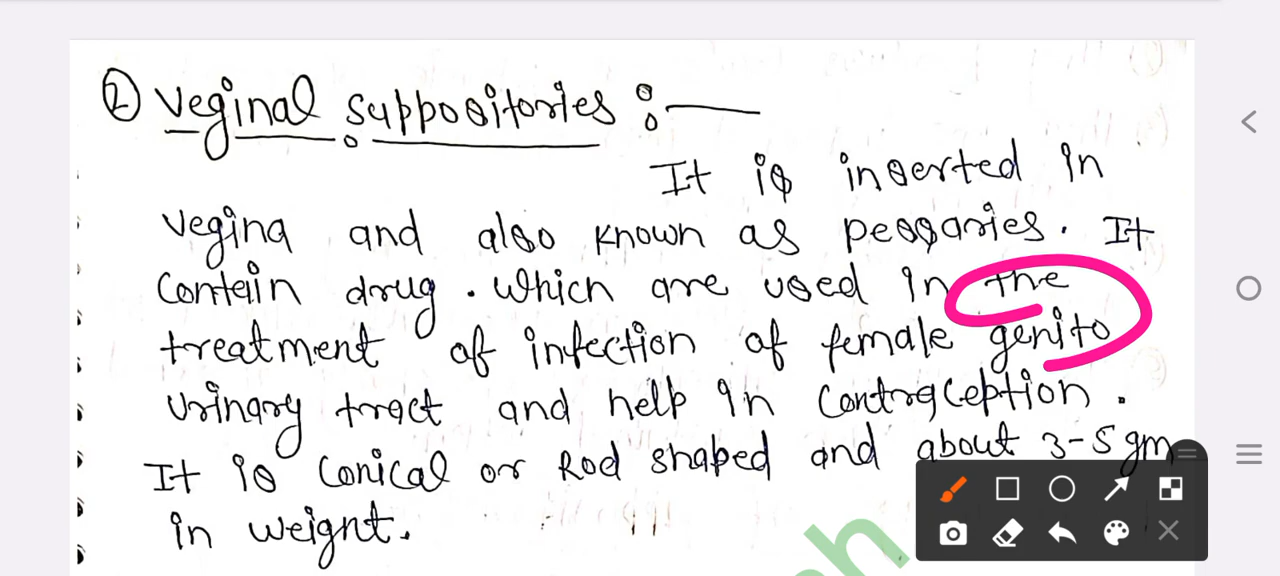 ② Veginal suppositories :—
It is inserted in
vegina and also known as pessaries. It
contain drug. which are used in the
treatment of infection of female genito
urinary tract and help in contraception.
It is conical or Rod shaped and about 3-5 gm
in weight.